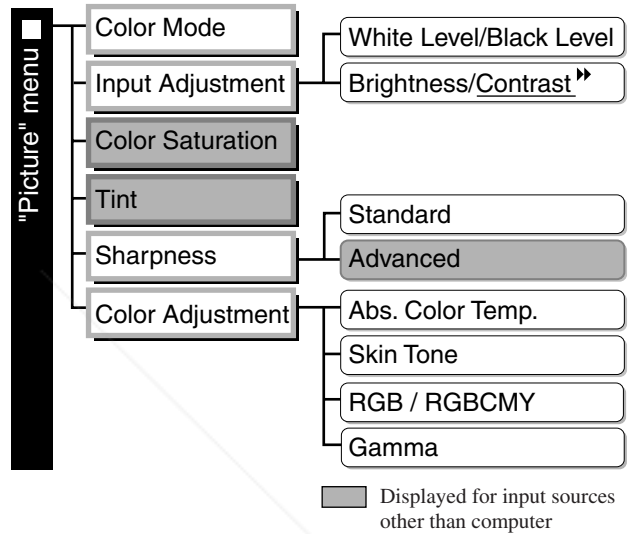 ■ "Picture" menu
Color Mode
Input Adjustment
White Level/Black Level
Brightness/Contrast
Color Saturation
Tint
Sharpness
Standard
Advanced
Color Adjustment
Abs. Color Temp.
Skin Tone
RGB / RGBCMY
Gamma
Displayed for input sources
other than computer